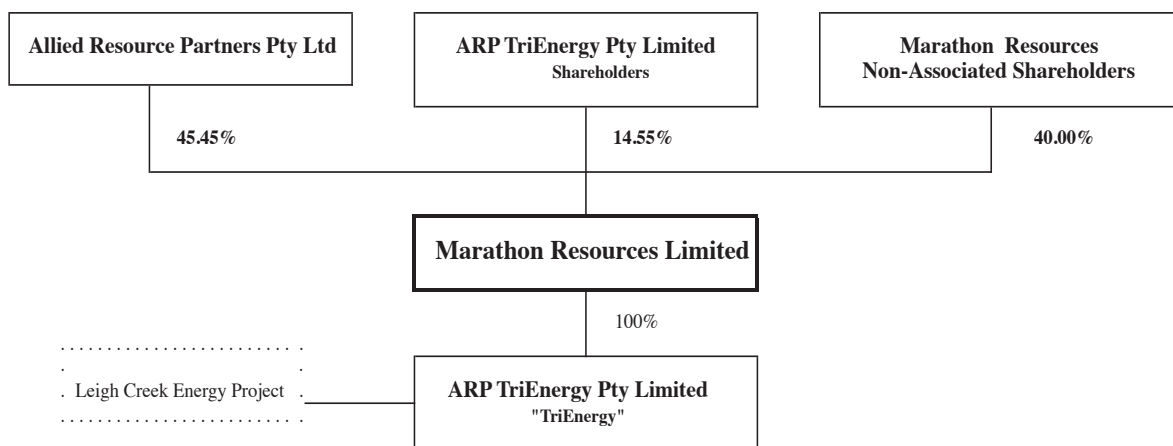 Allied Resource Partners Pty Ltd
ARP TriEnergy Pty Limited
Shareholders
Marathon Resources
Non-Associated Shareholders
45.45%
14.55%
40.00%
Marathon Resources Limited
100%
Leigh Creek Energy Project
ARP TriEnergy Pty Limited
"TriEnergy"